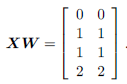 XW = [ 0 0
1 1
1 1
2 2 ] .